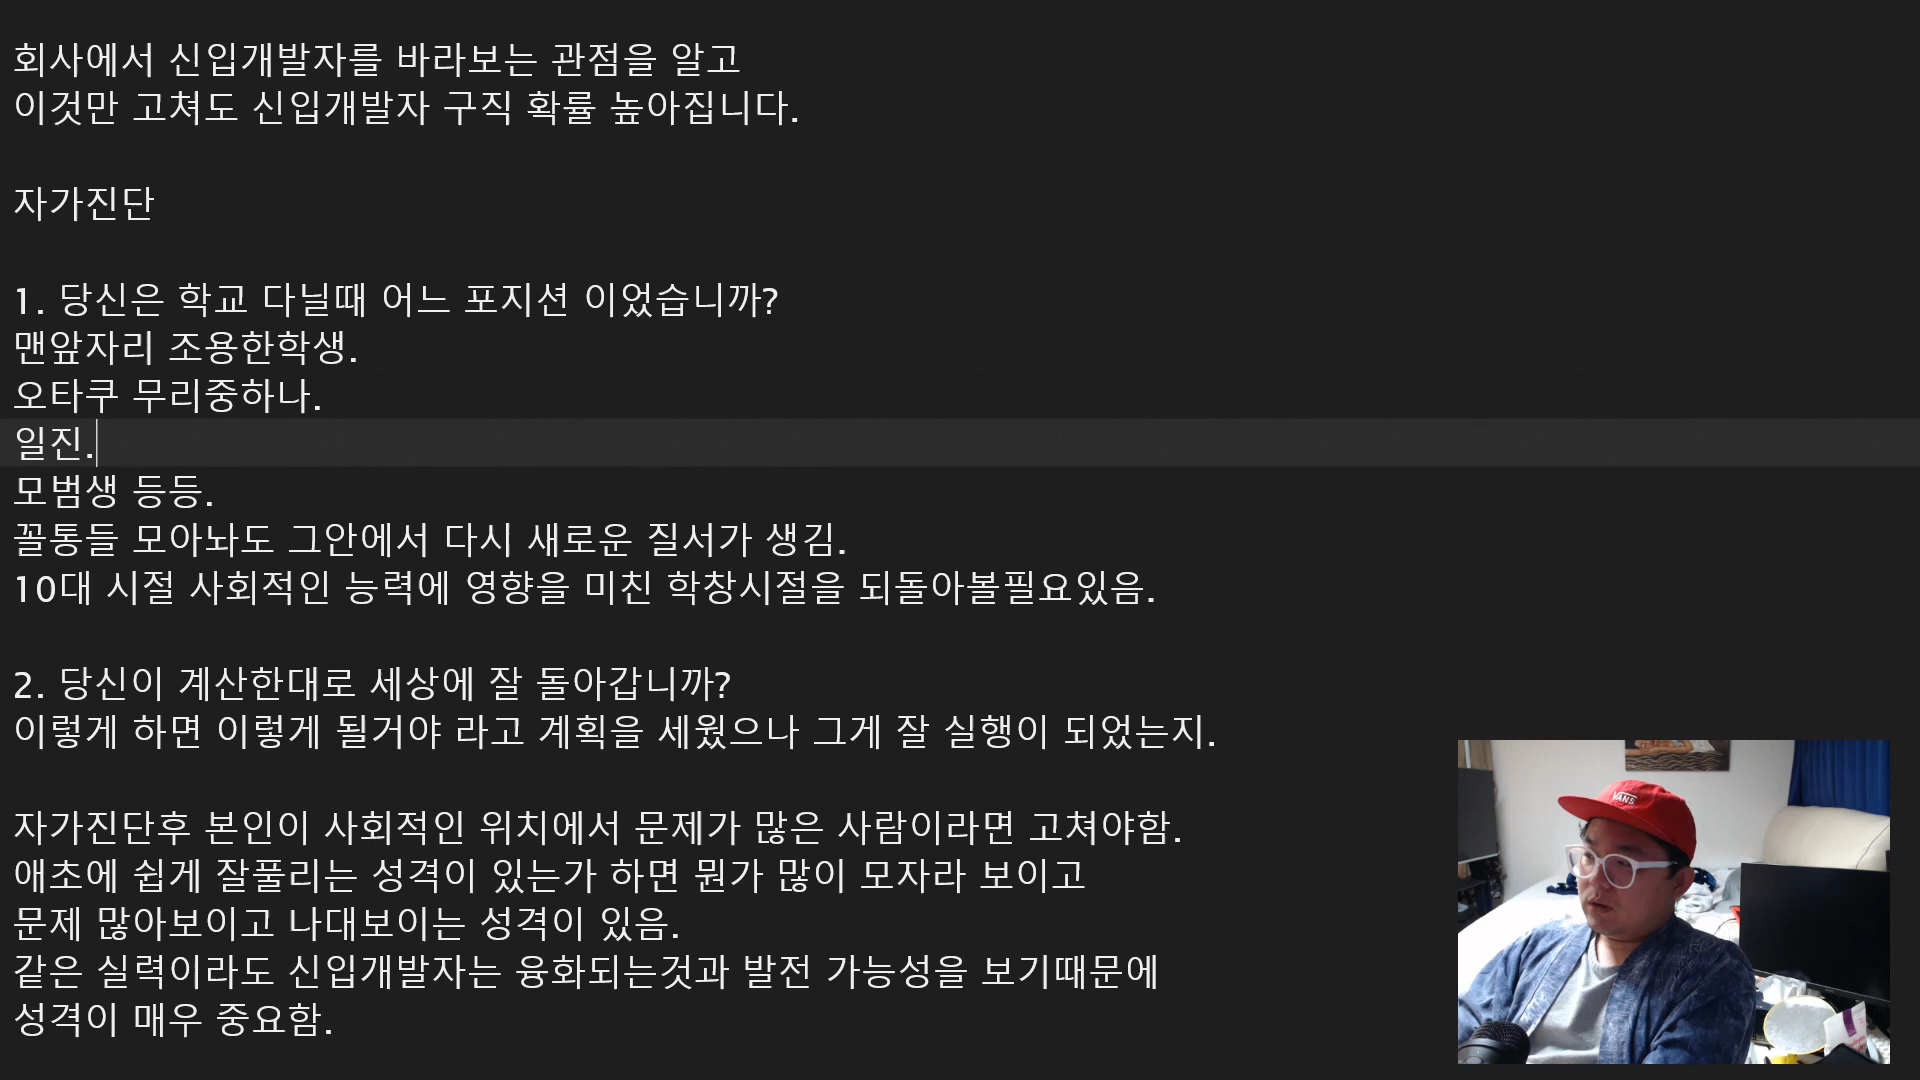 회사에서 신입개발자를 바라보는 관점을 알고
이것만 고쳐도 신입개발자 구직 확률 높아집니다.
자가진단
1. 당신은 학교 다닐때 어느 포지션 이었습니까?
맨앞자리 조용한학생.
오타쿠 무리중하나.
일진.
모범생 등등.
꼴통들 모아놔도 그안에서 다시 새로운 질서가 생김.
10대 시절 사회적인 능력에 영향을 미친 학창시절을 되돌아볼필요있음.
2. 당신이 계산한대로 세상에 잘 돌아갑니까?
이렇게 하면 이렇게 될거야 라고 계획을 세웠으나 그게 잘 실행이 되었는지.
자가진단후 본인이 사회적인 위치에서 문제가 많은 사람이라면 고쳐야함.
애초에 쉽게 잘풀리는 성격이 있는가 하면 뭔가 많이 모자라 보이고
문제 많아보이고 나대보이는 성격이 있음.
같은 실력이라도 신입개발자는 융화되는것과 발전 가능성을 보기때문에
성격이 매우 중요함.
VANS